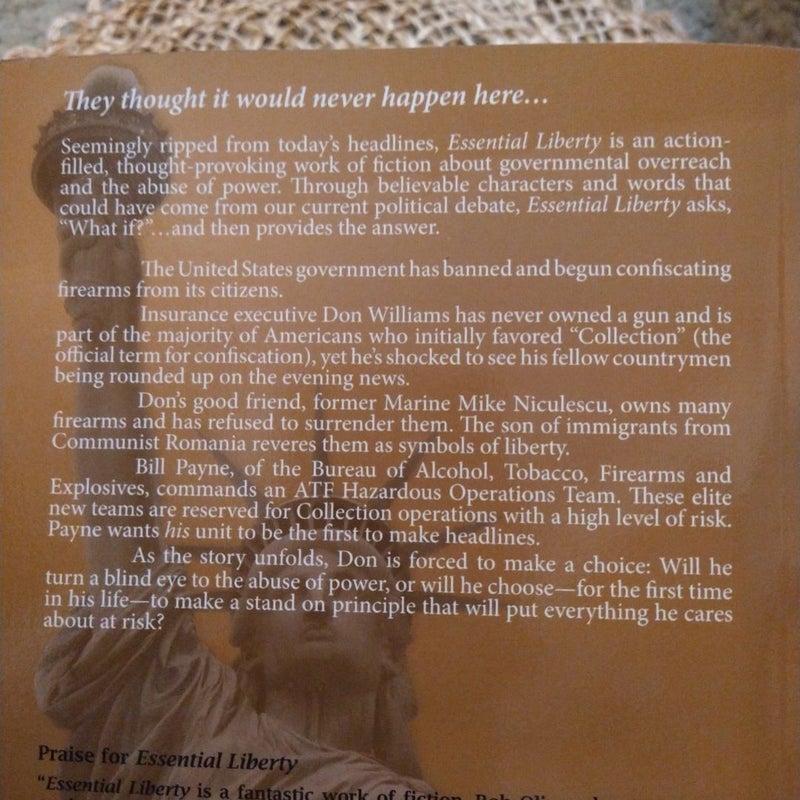 They thought it would never happen here…
Seemingly ripped from today's headlines, Essential Liberty is an action-
filled, thought-provoking work of fiction about governmental overreach
and the abuse of power. Through believable characters and words that
could have come from our current political debate, Essential Liberty asks,
“What if?”…and then provides the answer.
The United States government has banned and begun confiscating
firearms from its citizens.
Insurance executive Don Williams has never owned a gun and is
part of the majority of Americans who initially favored “Collection” (the
official term for confiscation), yet he's shocked to see his fellow countrymen
being rounded up on the evening news.
Don's good friend, former Marine Mike Niculescu, owns many
firearms and has refused to surrender them. The son of immigrants from
Communist Romania reveres them as symbols of liberty.
Bill Payne, of the Bureau of Alcohol, Tobacco, Firearms and
Explosives, commands an ATF Hazardous Operations Team. These elite
new teams are reserved for Collection operations with a high level of risk.
Payne wants his unit to be the first to make headlines.
As the story unfolds, Don is forced to make a choice: Will he
turn a blind eye to the abuse of power, or will he choose—for the first time
in his life—to make a stand on principle that will put everything he cares
about at risk?
Praise for Essential Liberty
“Essential Liberty is a fantastic work of fiction.